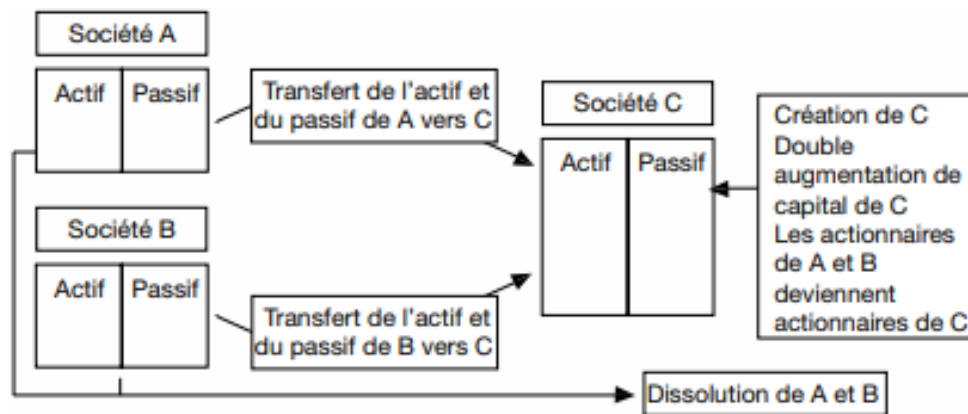 Société A
Actif
Passif
Transfert de l'actif et
du passif de A vers C
Société B
Actif
Passif
Transfert de l'actif et
du passif de B vers C
Société C
Actif
Passif
Création de C
Double
augmentation de
capital de C
Les actionnaires
de A et B
deviennent
actionnaires de C
Dissolution de A et B